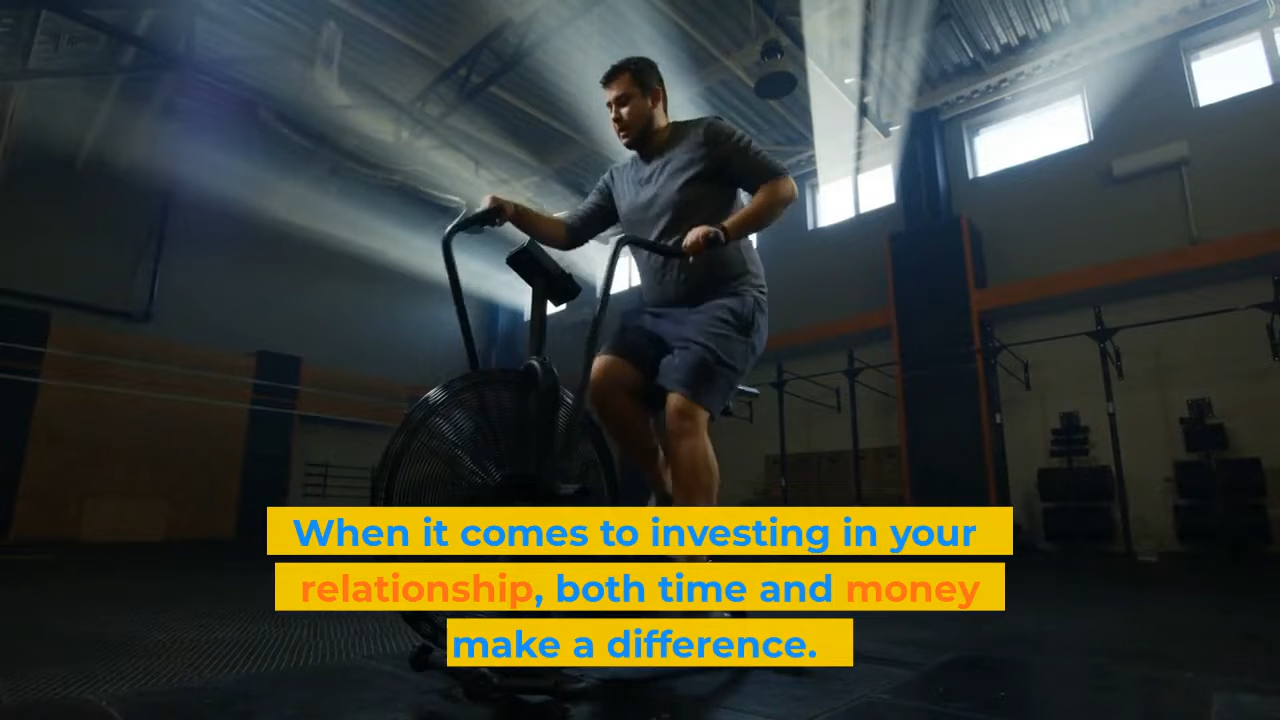 When it comes to investing in your
relationship, both time and money
make a difference.